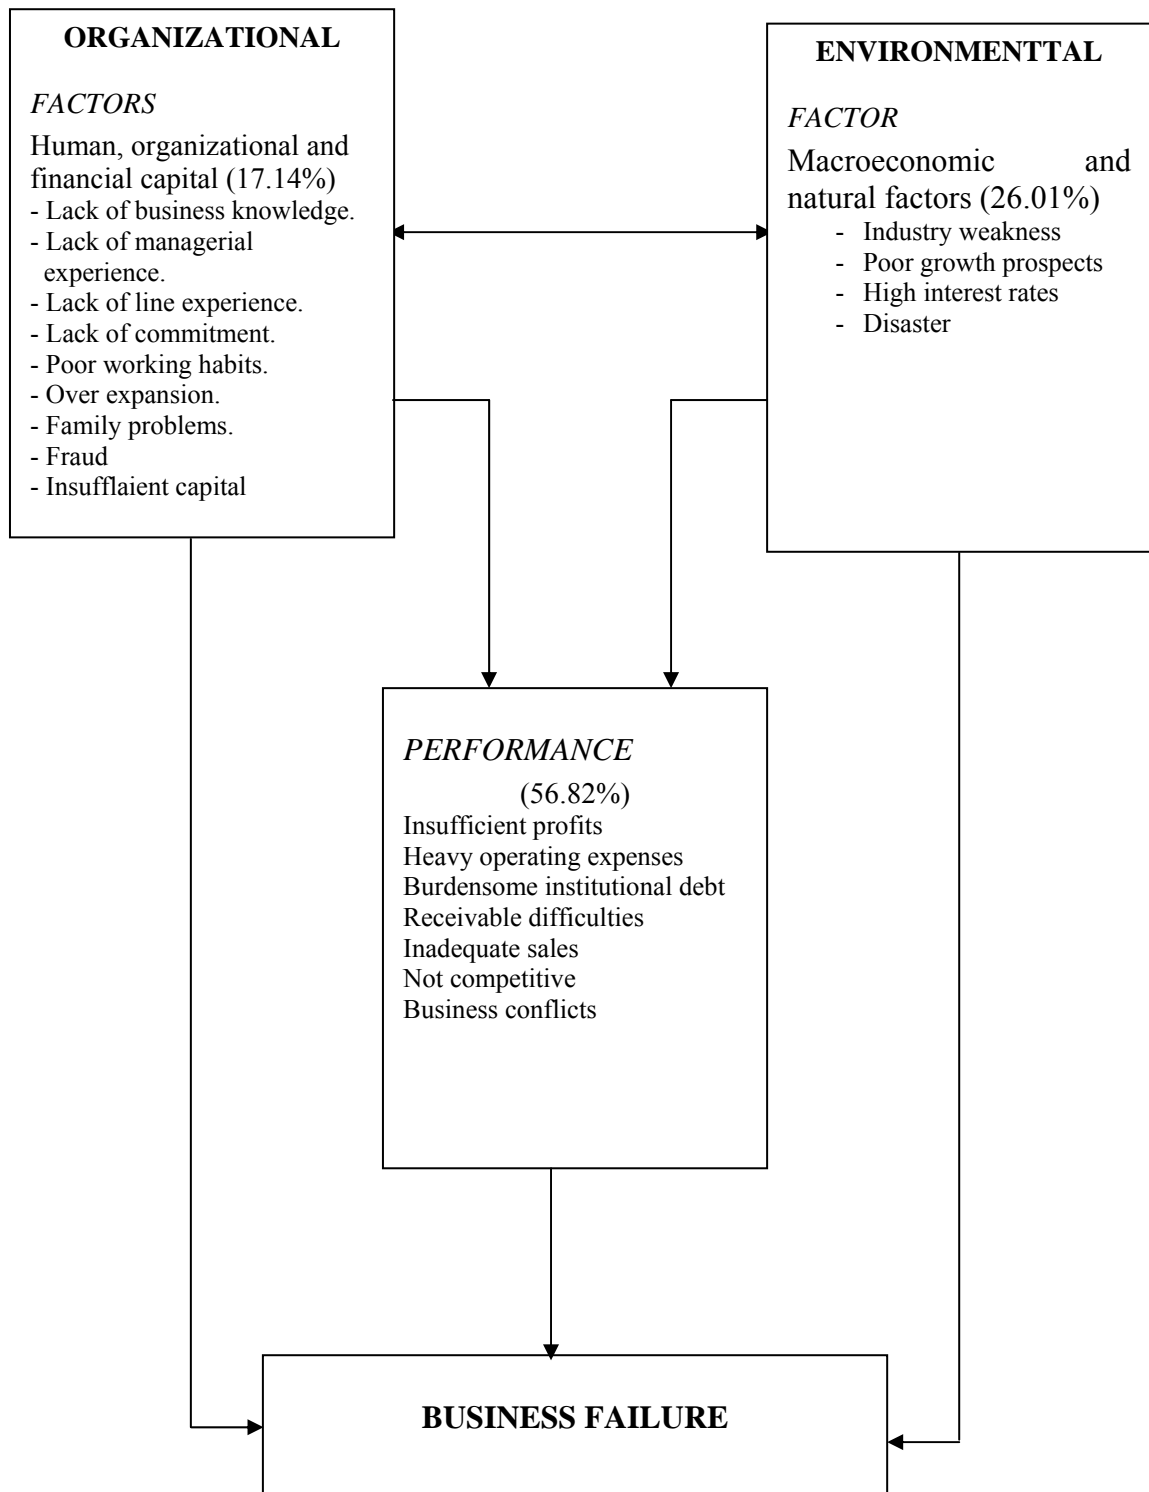 ORGANIZATIONAL
FACTORS
Human, organizational and
financial capital (17.14%)
- Lack of business knowledge.
- Lack of managerial
experience.
- Lack of line experience.
- Lack of commitment.
- Poor working habits.
- Over expansion.
- Family problems.
- Fraud
- Insufflaient capital
ENVIRONMENTTAL
FACTOR
Macroeconomic and
natural factors (26.01%)
- Industry weakness
- Poor growth prospects
- High interest rates
- Disaster
PERFORMANCE
(56.82%)
Insufficient profits
Heavy operating expenses
Burdensome institutional debt
Receivable difficulties
Inadequate sales
Not competitive
Business conflicts
BUSINESS FAILURE